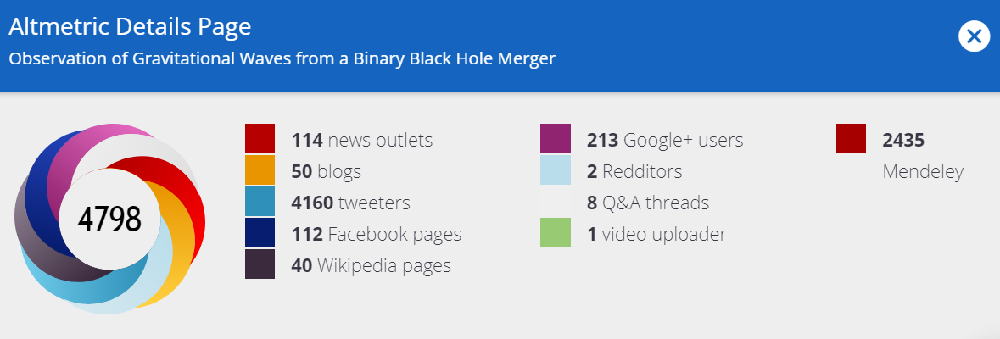 Altmetric Details Page
Observation of Gravitational Waves from a Binary Black Hole Merger
4798
114 news outlets
50 blogs
4160 tweeters
112 Facebook pages
40 Wikipedia pages
213 Google+ users
2 Redditors
8 Q&A threads
1 video uploader
2435
Mendeley